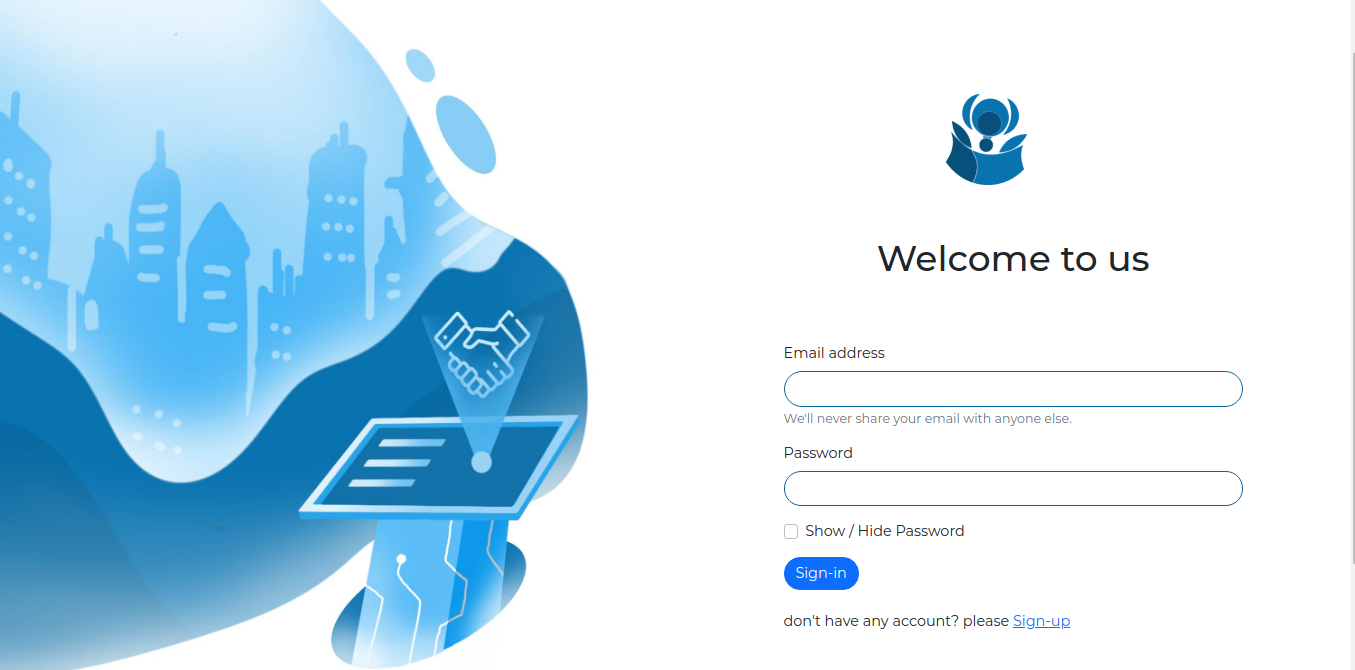 Welcome to us
Email address
We'll never share your email with anyone else.
Password
Show / Hide Password
Sign-in
don't have any account? please Sign-up